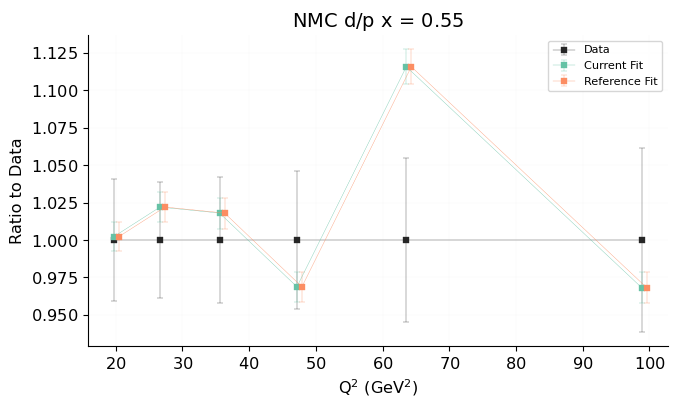 NMC d/p x = 0.55
Ratio to Data
1.125
1.100
1.075
1.050
1.025
1.000
0.975
0.950
Data
Current Fit
Reference Fit
20 30 40 50 60 70 80 90 100
Q² (GeV²)